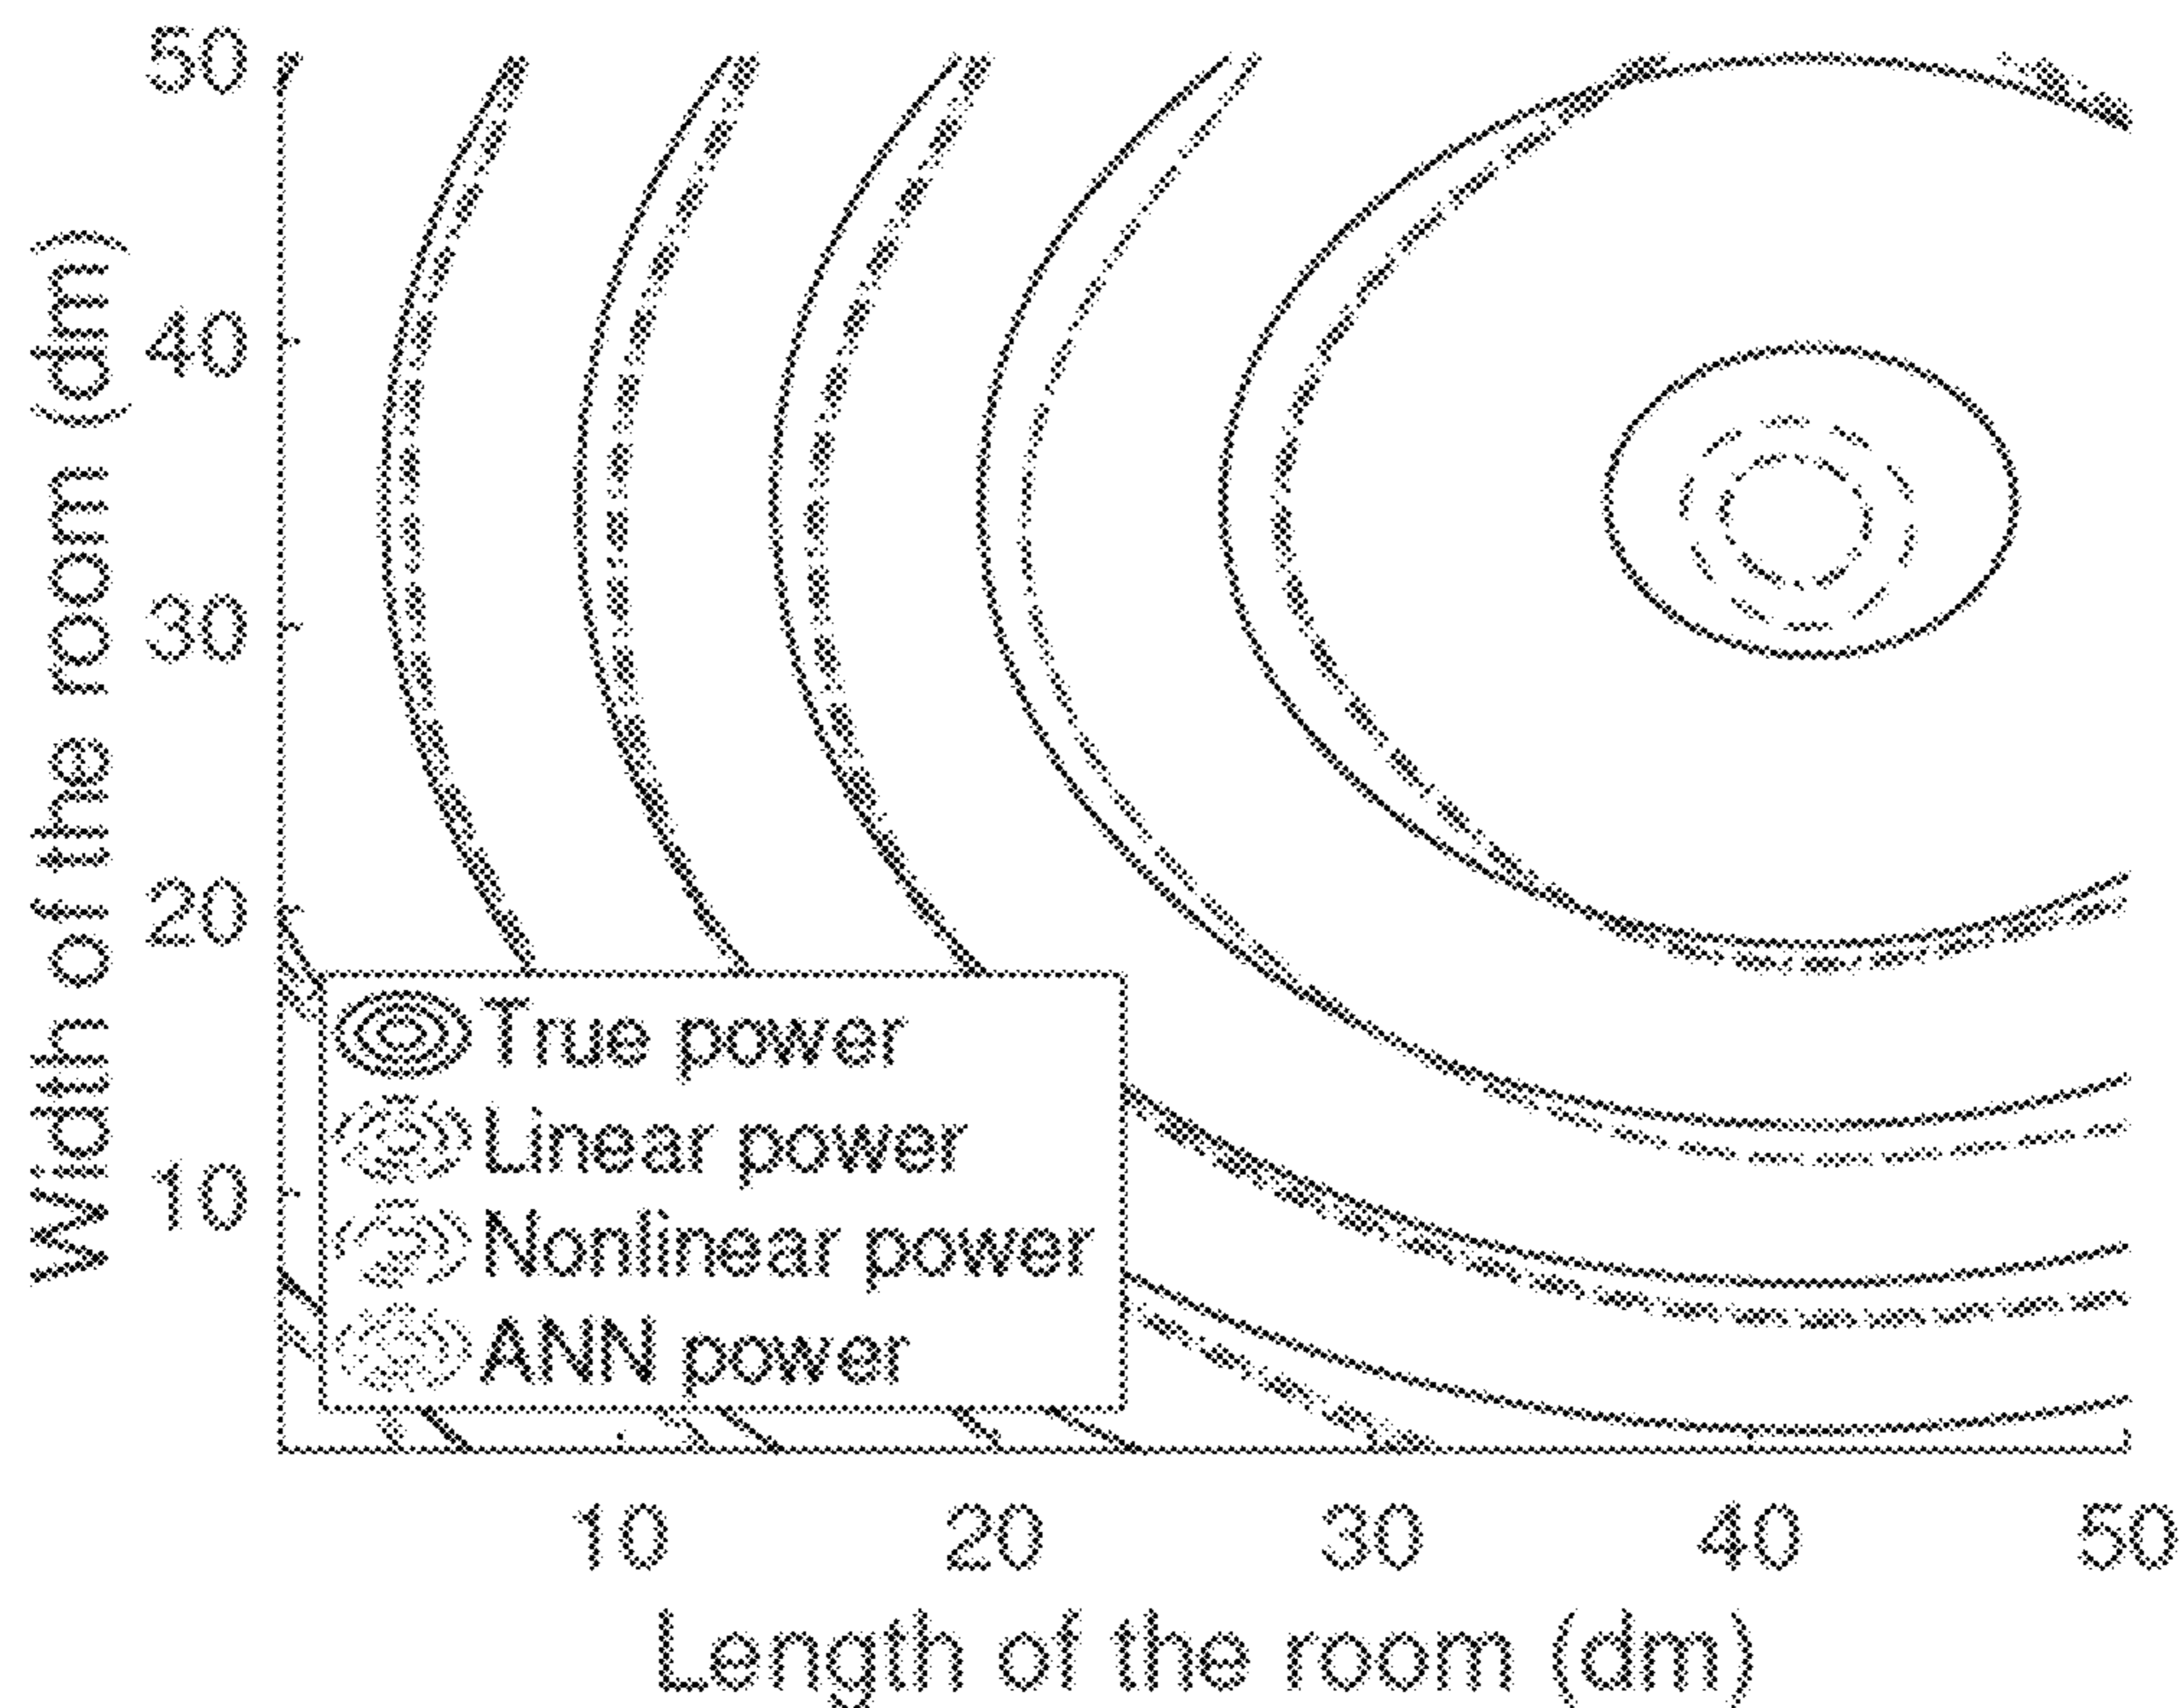 50
40
30
20
10
Width of the room (dm)
True power
Linear power
Nonlinear power
ANN power
10
20
30
40
50
Length of the room (dm)